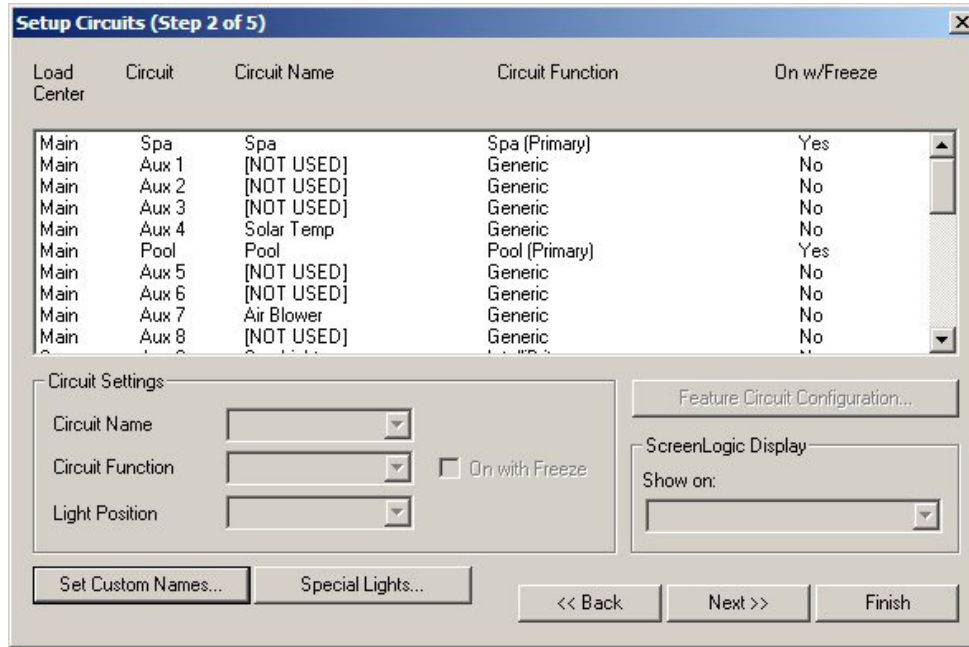 Setup Circuits (Step 2 of 5)
Load Center Circuit Circuit Name Circuit Function On w/Freeze
Main Spa Spa Spa (Primary) Yes
Main Aux 1 [NOT USED] Generic No
Main Aux 2 [NOT USED] Generic No
Main Aux 3 [NOT USED] Generic No
Main Aux 4 Solar Temp Generic No
Main Pool Pool Pool (Primary) Yes
Main Aux 5 [NOT USED] Generic No
Main Aux 6 [NOT USED] Generic No
Main Aux 7 Air Blower Generic No
Main Aux 8 [NOT USED] Generic No
Circuit Settings
Circuit Name
Circuit Function
On with Freeze
Light Position
Feature Circuit Configuration...
ScreenLogic Display
Show on:
Set Custom Names...
Special Lights...
<< Back
Next >>
Finish